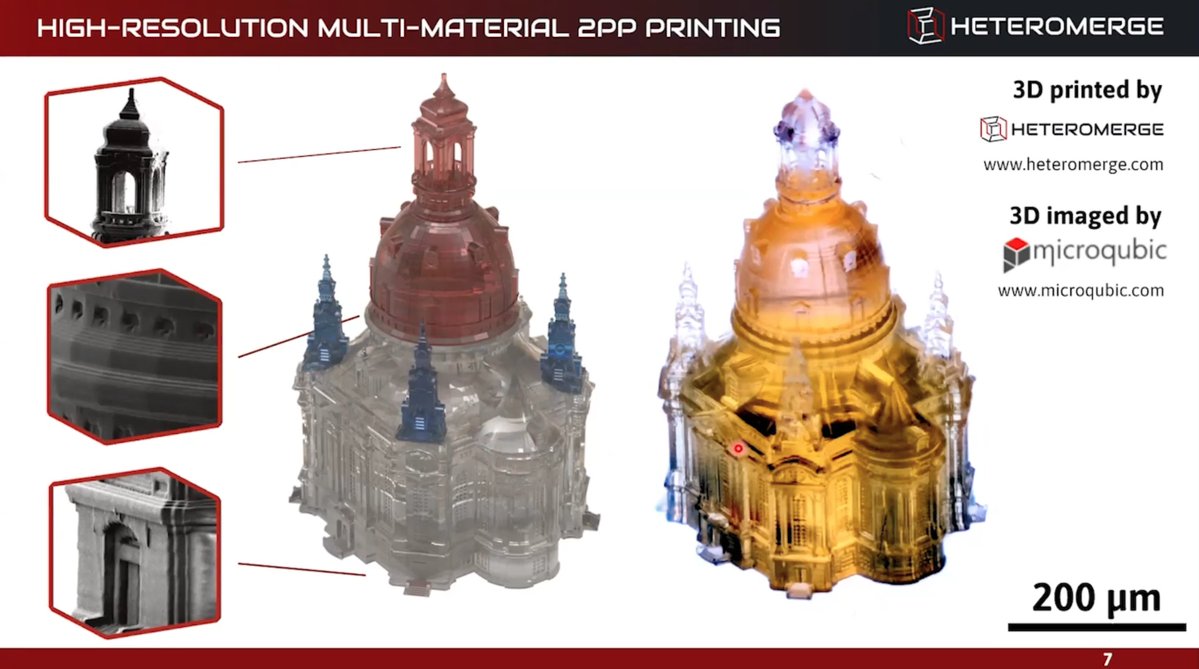 HIGH-RESOLUTION MULTI-MATERIAL 2PP PRINTING
HETEROMERGE
3D printed by
HETEROMERGE
www.heteromerge.com
3D imaged by
microqubic
www.microqubic.com
200 µm
7